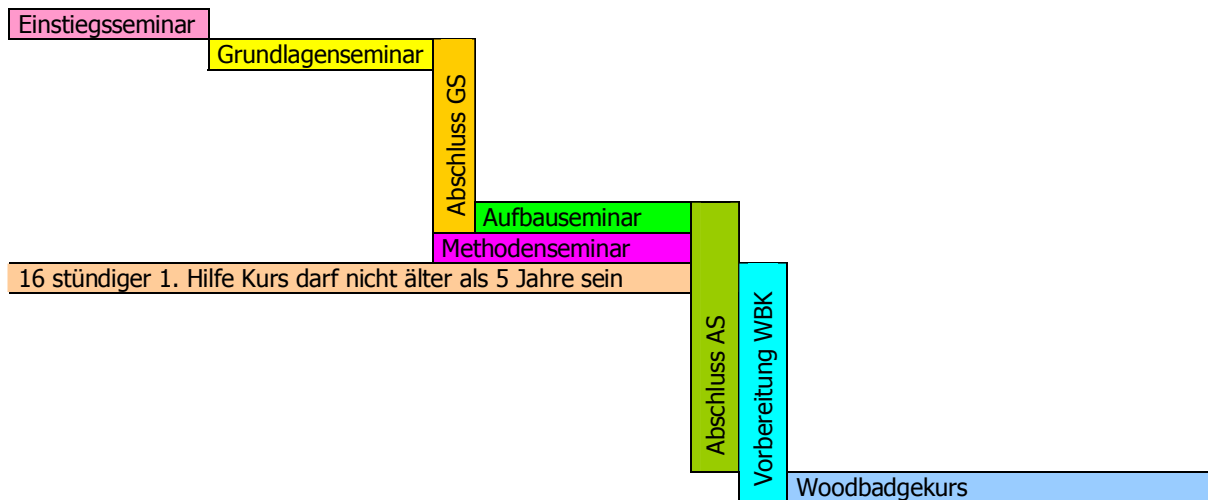 Einstiegsseminar
Grundlagenseminar
Abschluss GS
Aufbauseminar
Methodenseminar
16 stündiger 1. Hilfe Kurs darf nicht älter als 5 Jahre sein
Abschluss AS
Vorbereitung WBK
Woodbadgekurs